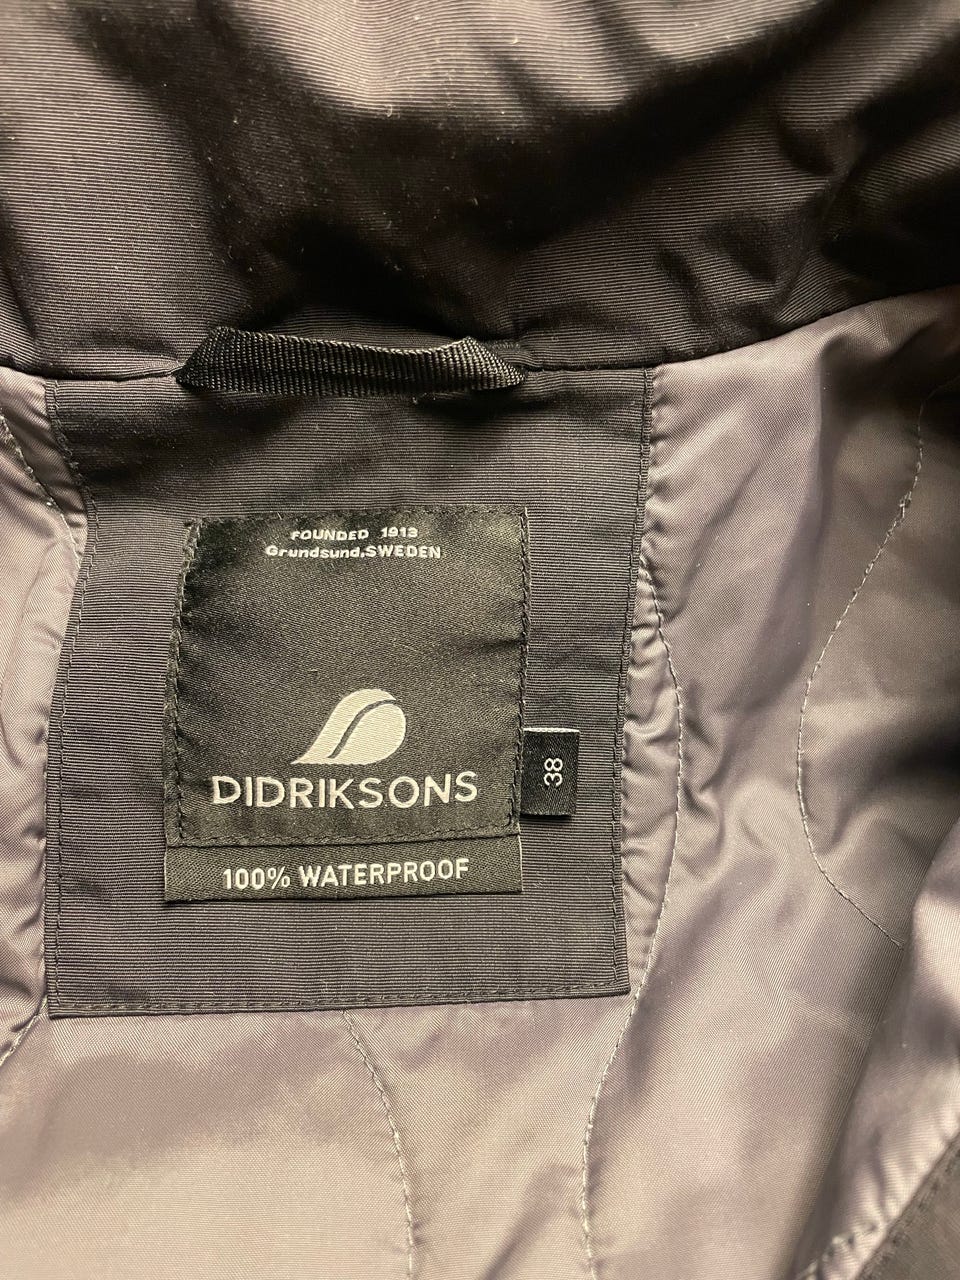 FOUNDED 1913
Grundsund,SWEDEN
DIDRIKSONS
38
100% WATERPROOF